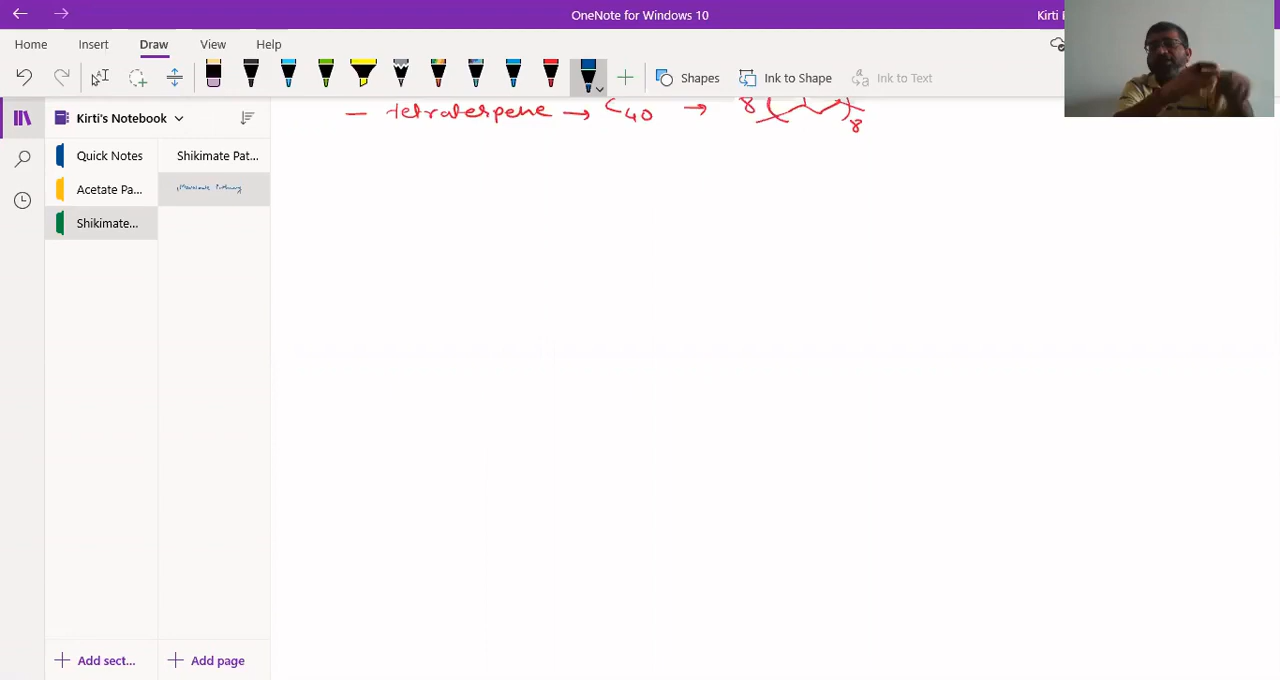 OneNote for Windows 10
Kirti
Home Insert Draw View Help
Shapes Ink to Shape Ink to Text
– Tetraterpene → C40 → 8 8
Kirti's Notebook
Quick Notes Shikimate Pat...
Acetate Pa...
Shikimate...
Add sect... Add page